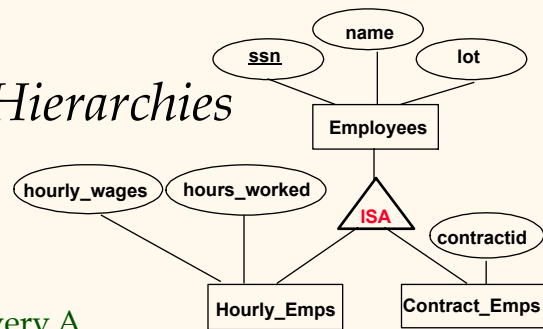 name
ssn
lot
Hierarchies
Employees
hourly_wages
hours_worked
ISA
contractid
Hourly_Emps
Contract_Emps
A